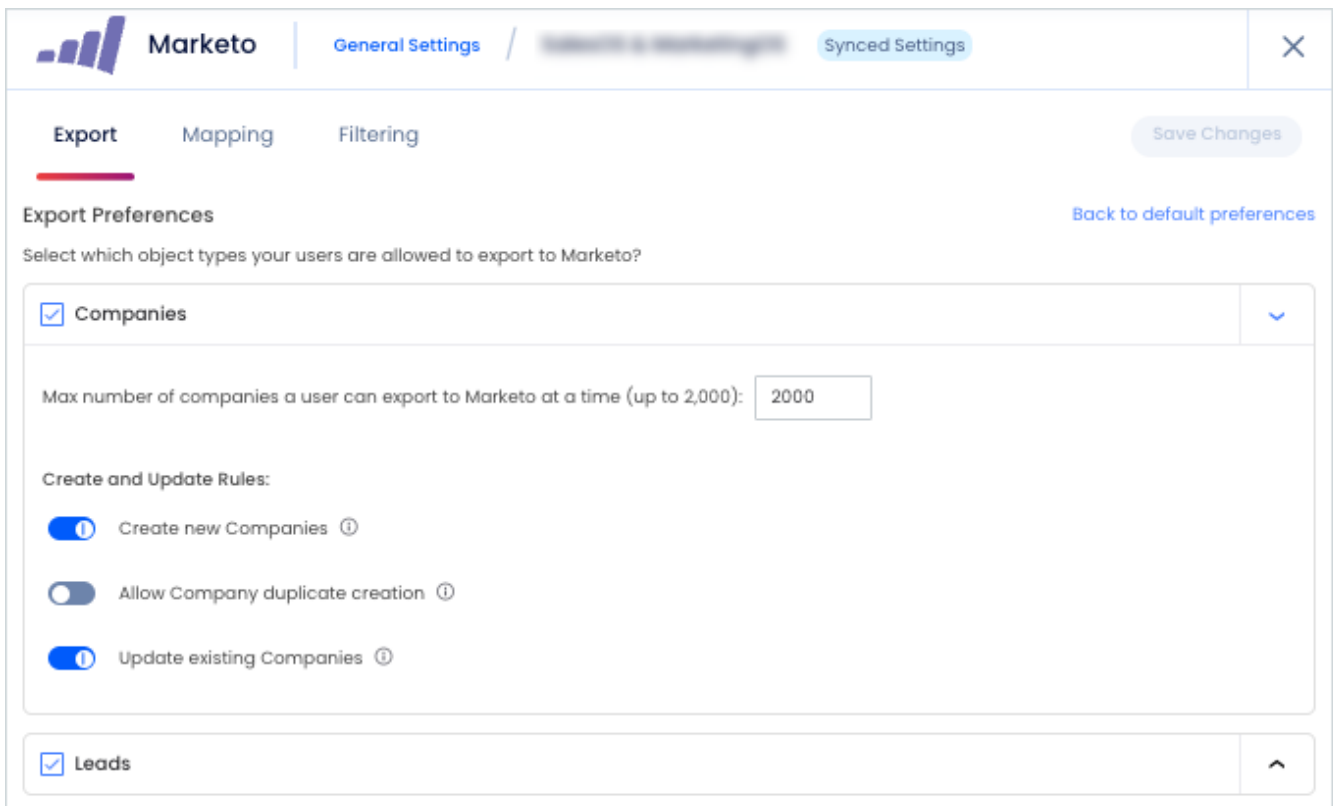 Marketo
General Settings / Synced Settings
Export Mapping Filtering Save Changes
Export Preferences Back to default preferences
Select which object types your users are allowed to export to Marketo?
Companies
Max number of companies a user can export to Marketo at a time (up to 2,000): 2000
Create and Update Rules:
Create new Companies
Allow Company duplicate creation
Update existing Companies
Leads